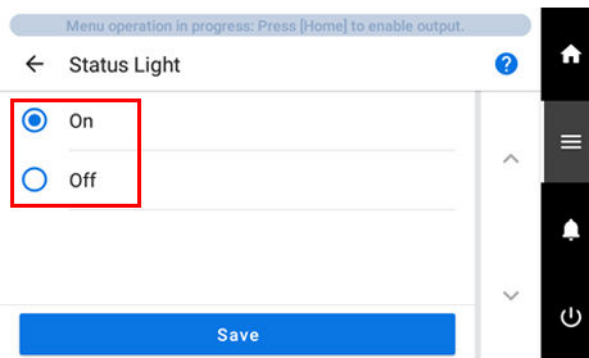 Menu operation in progress: Press [Home] to enable output.
Status Light
?
On
Off
Save